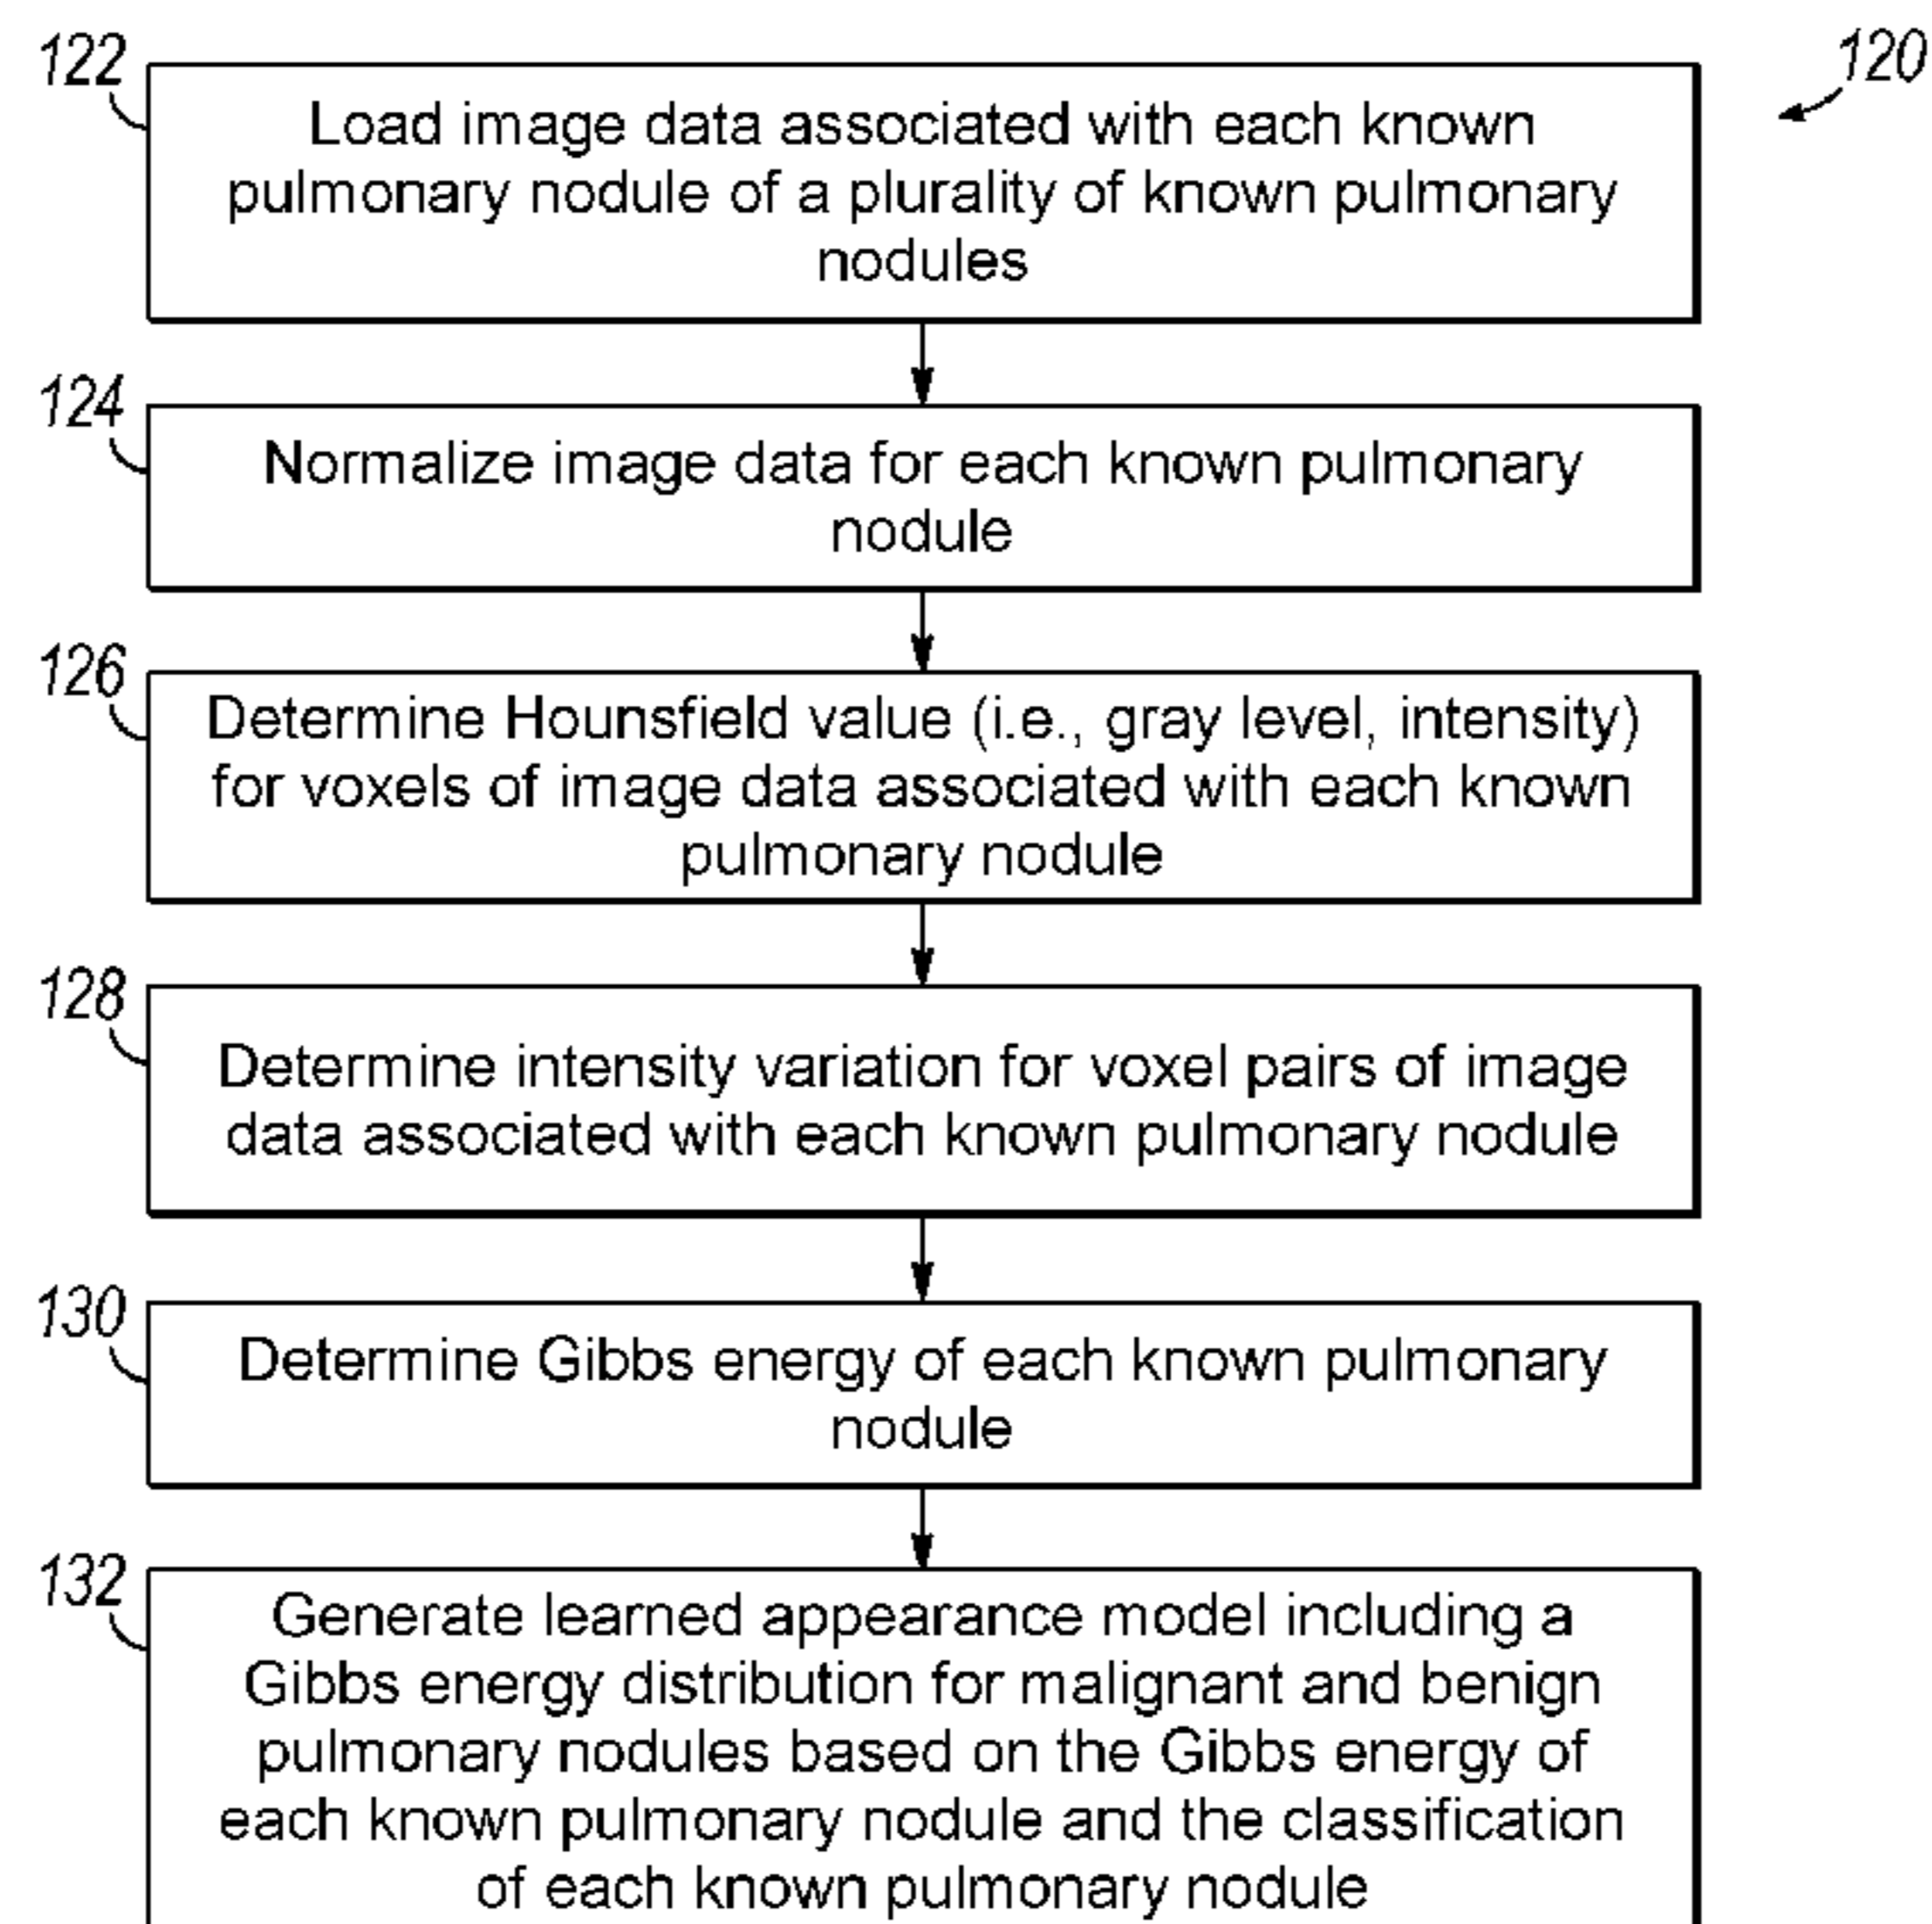 122
120
Load image data associated with each known
pulmonary nodule of a plurality of known pulmonary
nodules
124
Normalize image data for each known pulmonary
nodule
126
Determine Hounsfield value (i.e., gray level, intensity)
for voxels of image data associated with each known
pulmonary nodule
128
Determine intensity variation for voxel pairs of image
data associated with each known pulmonary nodule
130
Determine Gibbs energy of each known pulmonary
nodule
132
Generate learned appearance model including a
Gibbs energy distribution for malignant and benign
pulmonary nodules based on the Gibbs energy of
each known pulmonary nodule and the classification
of each known pulmonary nodule